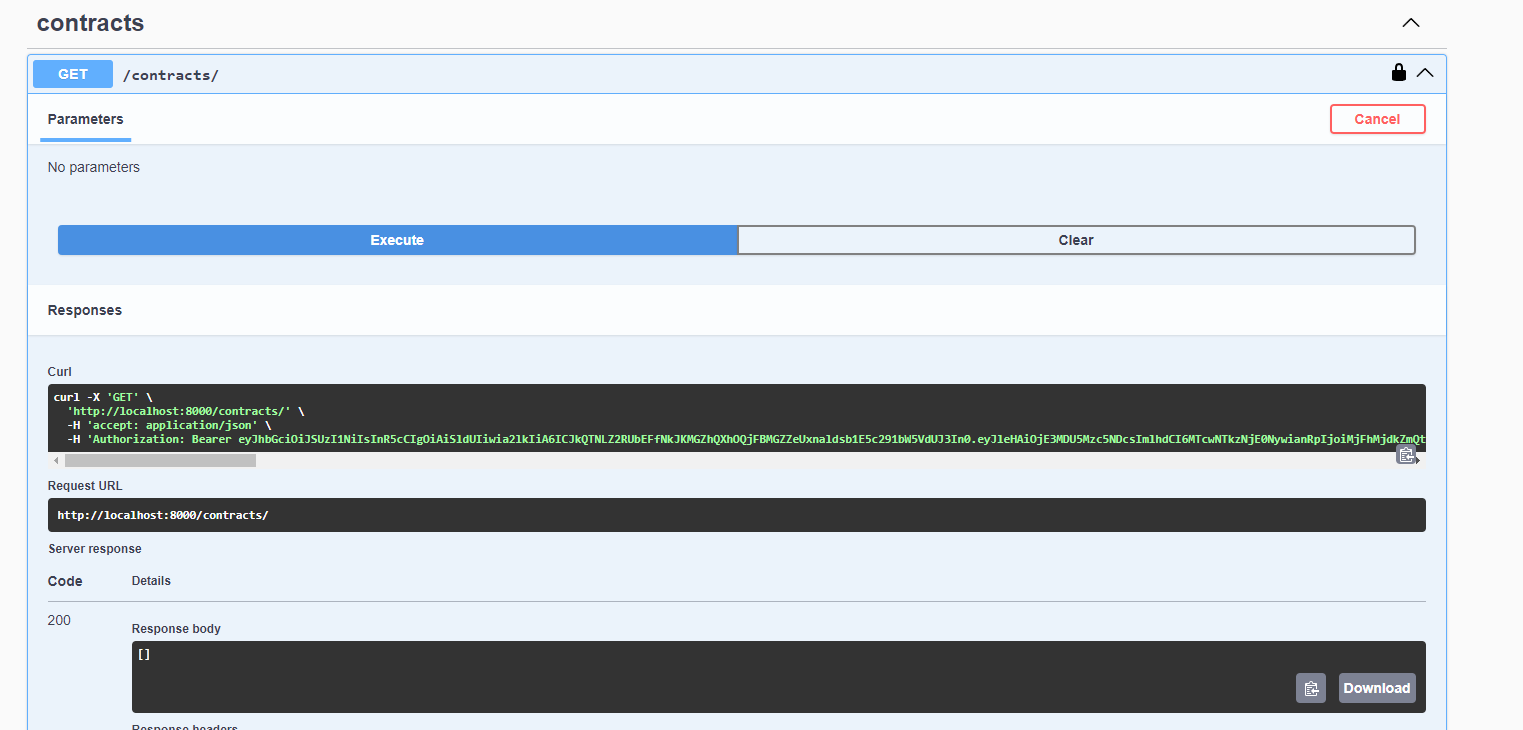 contracts
GET /contracts/
Parameters
Cancel
No parameters
Execute
Clear
Responses
Curl
curl -X 'GET' \
'http://localhost:8000/contracts/' \
-H 'accept: application/json' \
-H 'Authorization: Bearer
Request URL
http://localhost:8000/contracts/
Server response
Code
Details
200
Response body
[]
Download
Response headers